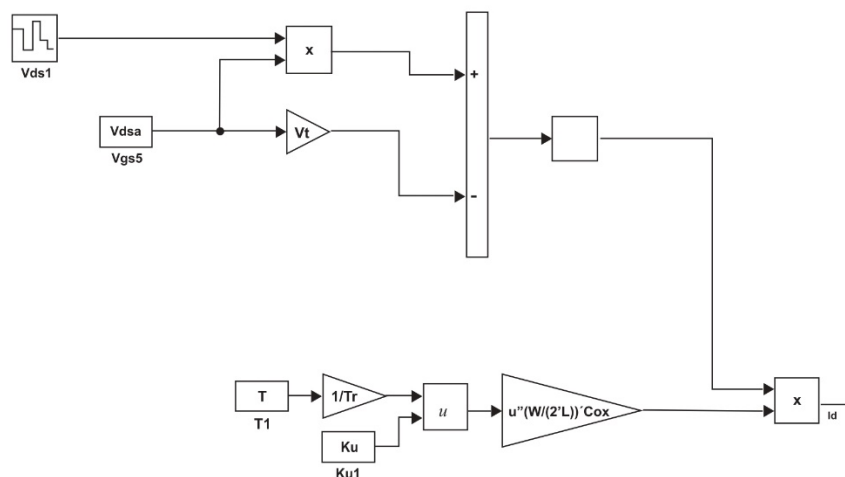 Vds1
x
+
Vdsa
Vgs5
Vt
-
T
T1
1/Tr
u
u"(W/(2'L))´Cox
x
Id
Ku
Ku1